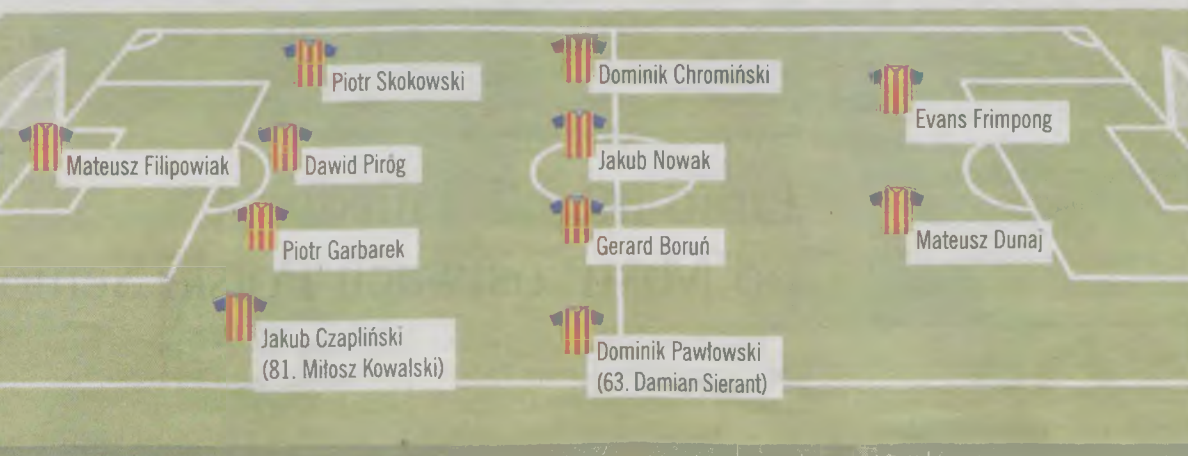 Piotr Skokowski
Dominik Chromiński
Evans Frimpong
Mateusz Filipowiak
Dawid Piróg
Jakub Nowak
Piotr Garbarek
Gerard Boruń
Mateusz Dunaj
Jakub Czapliński
(81. Miłosz Kowalski)
Dominik Pawłowski
(63. Damian Sierant)